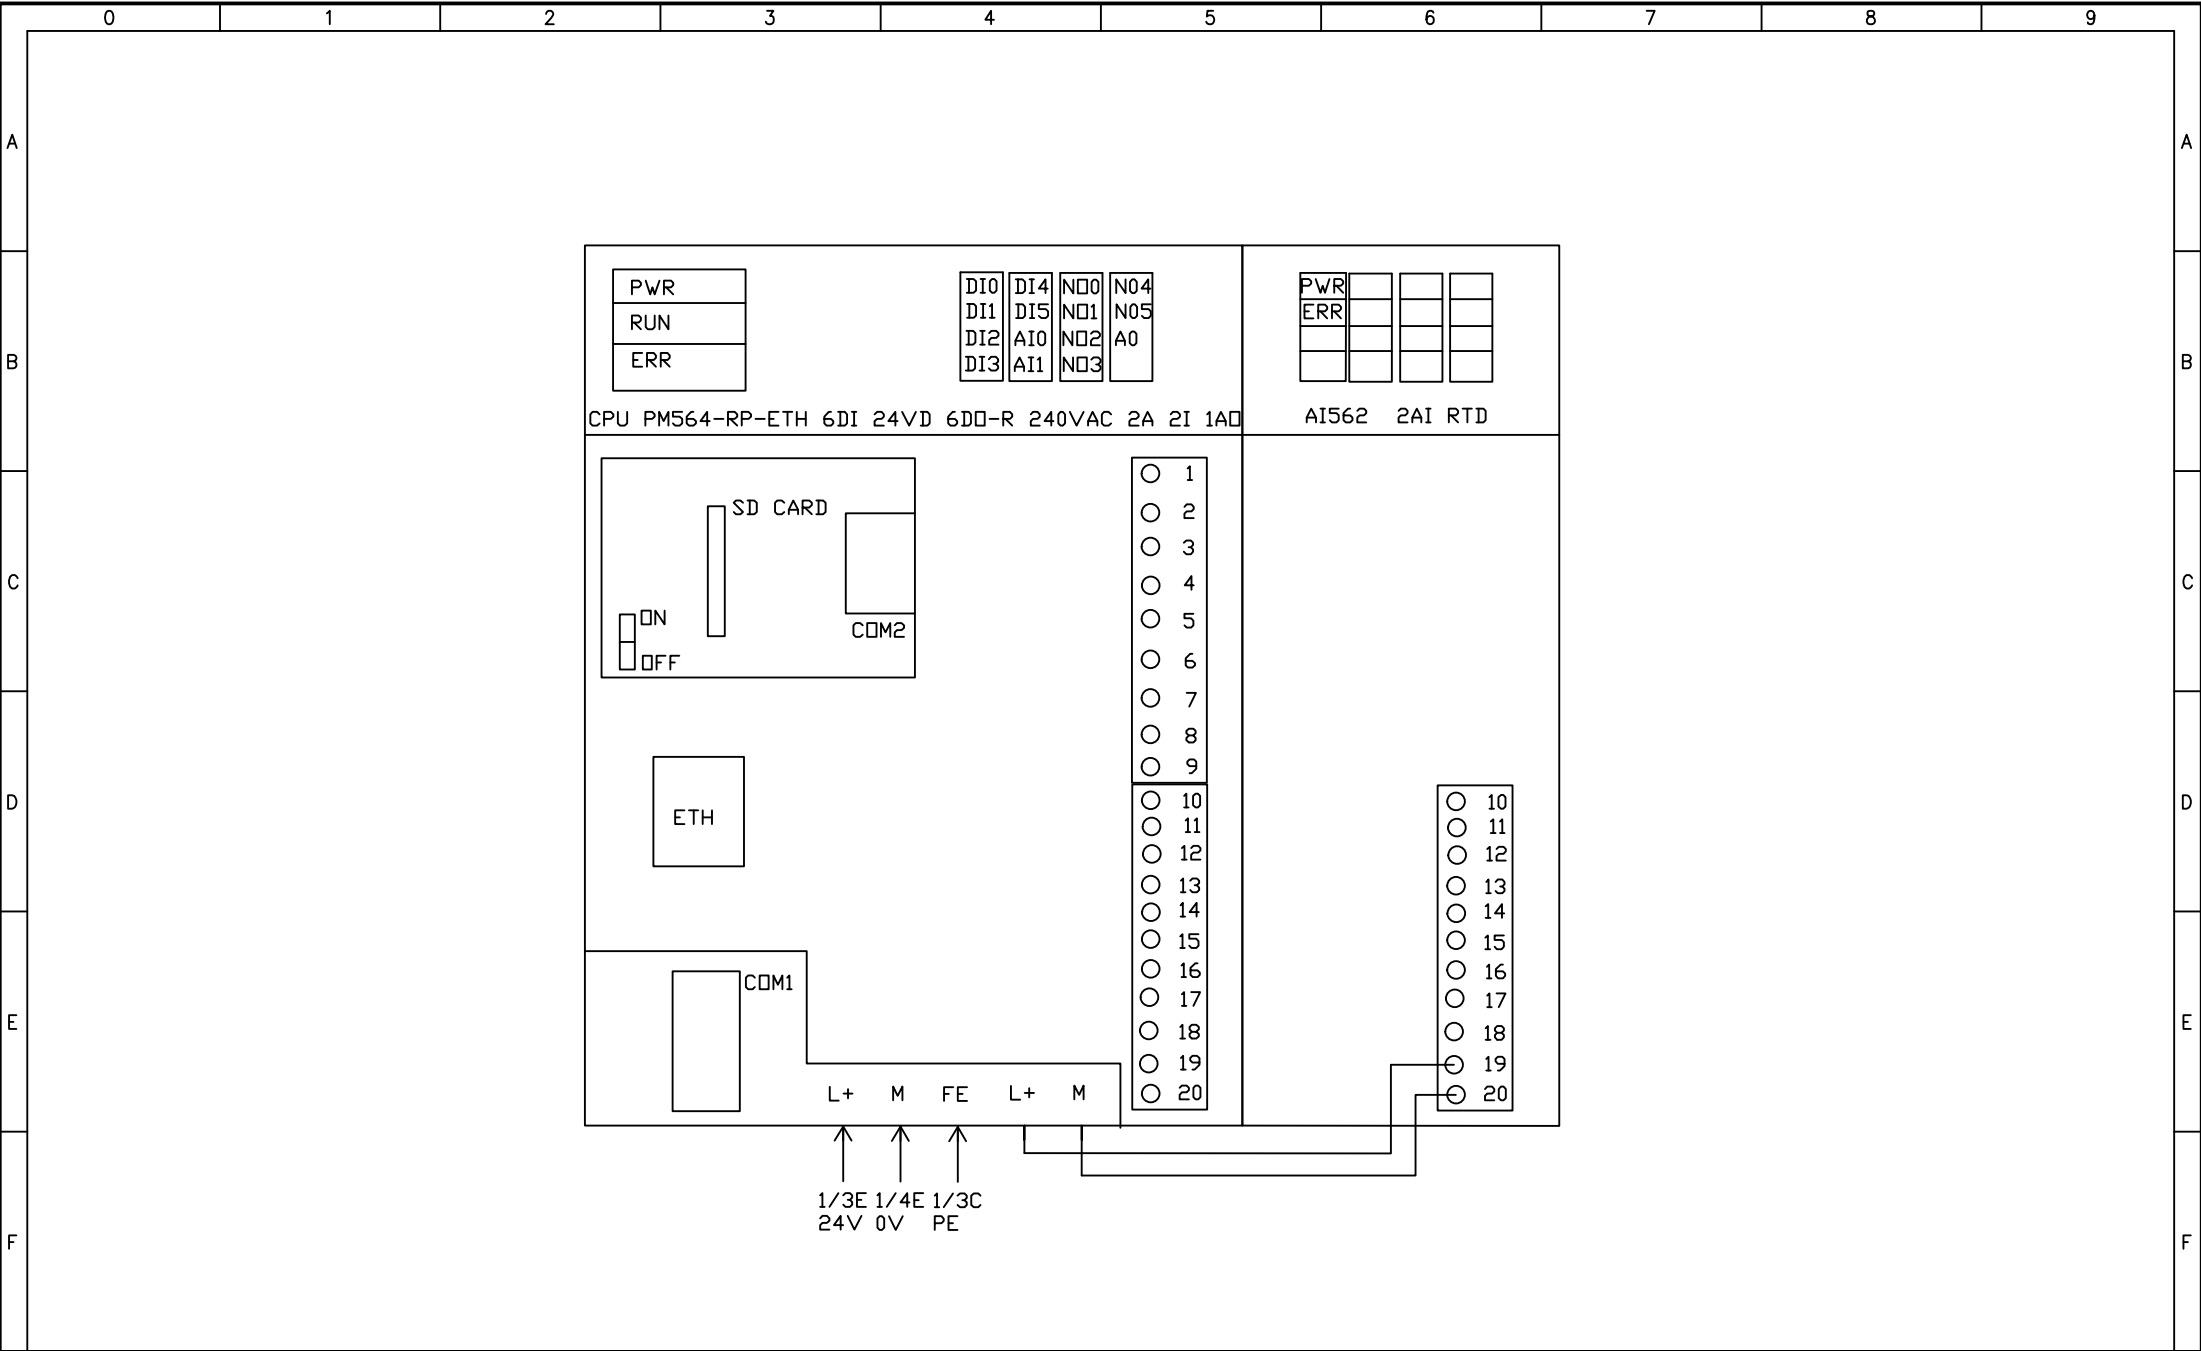 0 1 2 3 4 5 6 7 8 9
A A
PWR
RUN
ERR
DI0 DI4 NO0 NO4
DI1 DI5 NO1 NO5
DI2 AI0 NO2 A0
DI3 AI1 NO3
PWR
ERR
B B
CPU PM564-RP-ETH 6DI 24VD 6DO-R 240VAC 2A 2I 1AO
AI562 2AI RTD
SD CARD
ON
OFF
COM2
C C
1
2
3
4
5
6
7
8
9
ETH
D D
10
11
12
13
14
15
16
17
18
19
20
10
11
12
13
14
15
16
17
18
19
20
COM1
E E
L+ M FE L+ M
1/3E 1/4E 1/3C
24V 0V PE
F F